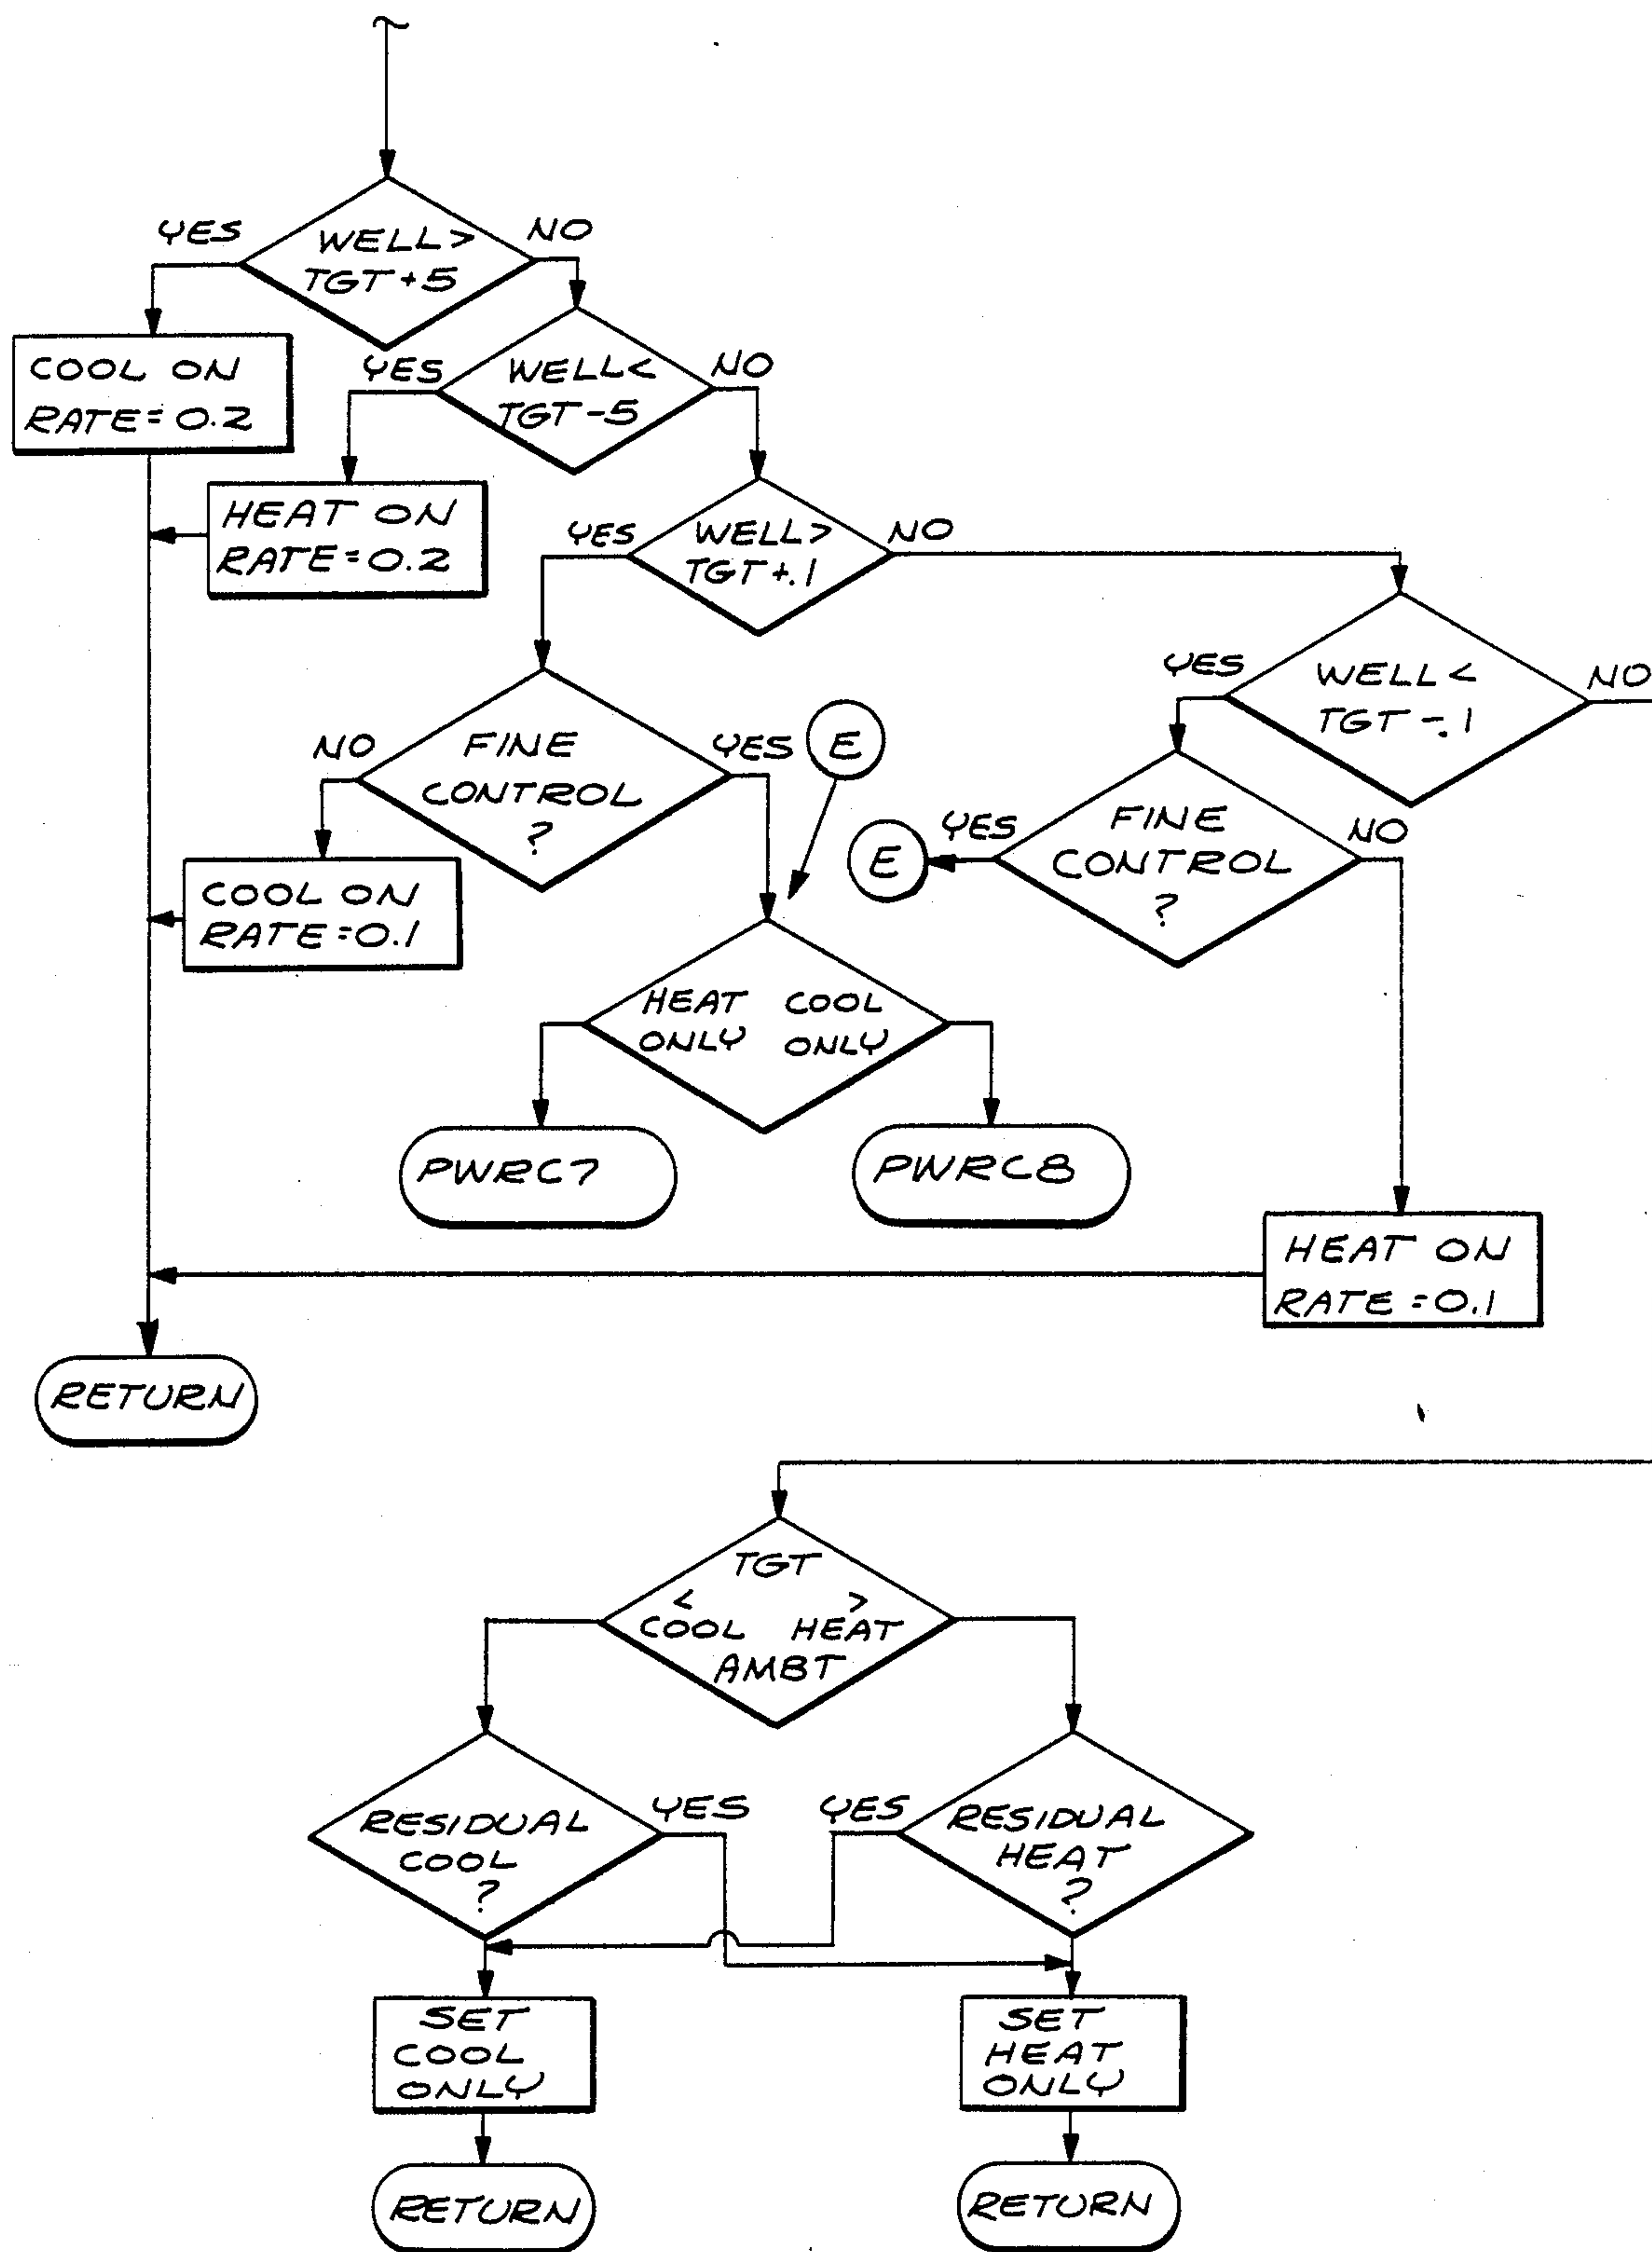 YES
WELL>
TGT+5
NO
COOL ON
RATE=0.2
YES
WELL<
TGT-5
NO
HEAT ON
RATE=0.2
YES
WELL>
TGT+.1
NO
YES
WELL<
TGT-.1
NO
NO
FINE
CONTROL
?
YES
E
E
YES
FINE
CONTROL
?
NO
COOL ON
RATE=0.1
HEAT COOL
ONLY ONLY
PWRC7
PWRC8
HEAT ON
RATE=0.1
RETURN
TGT
< >
COOL HEAT
AMBT
RESIDUAL
COOL
?
YES
YES
RESIDUAL
HEAT
?
SET
COOL
ONLY
SET
HEAT
ONLY
RETURN
RETURN